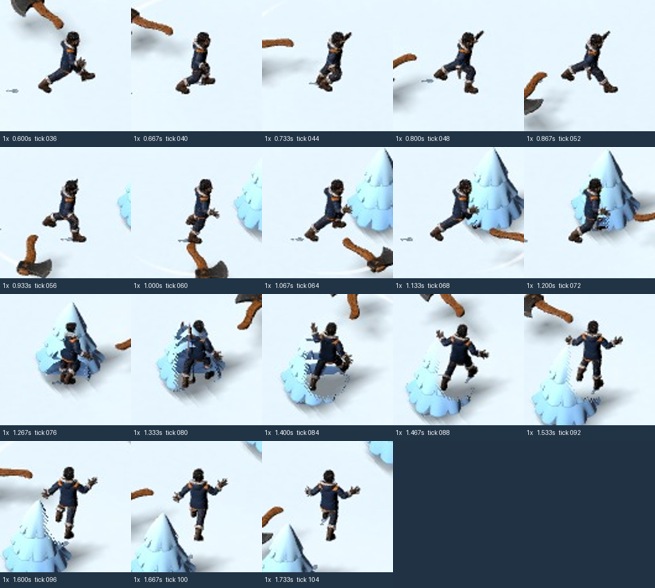 1x 0.600s tick 036
1x 0.667s tick 040
1x 0.733s tick 044
1x 0.800s tick 048
1x 0.867s tick 052
1x 0.933s tick 056
1x 1.000s tick 060
1x 1.067s tick 064
1x 1.133s tick 068
1x 1.200s tick 072
1x 1.267s tick 076
1x 1.333s tick 080
1x 1.400s tick 084
1x 1.467s tick 088
1x 1.533s tick 092
1x 1.600s tick 096
1x 1.667s tick 100
1x 1.733s tick 104